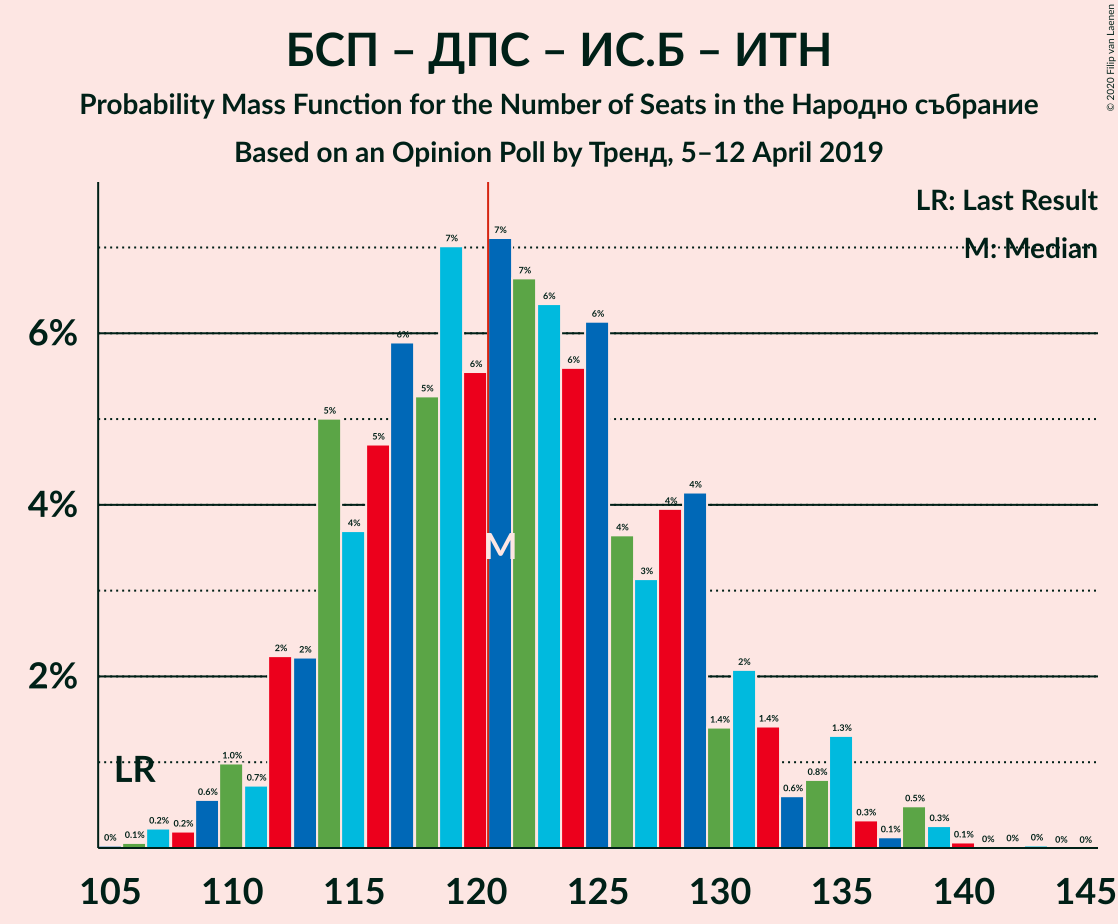 БСП – ДПС – ИС.Б – ИТН
Probability Mass Function for the Number of Seats in the Народно събрание
Based on an Opinion Poll by Тренд, 5–12 April 2019
© 2020 Filip van Laenen
LR: Last Result
M: Median
6%
4%
2%
0% 0.1% 0.2% 0.2% 0.6% 1.0% 0.7% 2% 2% 5% 4% 5% 6% 5% 7% 6% 7% 7% 6% 6% 6% 4% 3% 4% 4% 1.4% 2% 1.4% 0.6% 0.8% 1.3% 0.3% 0.1% 0.5% 0.3% 0.1% 0% 0% 0% 0% 0%
M
LR
105 110 115 120 125 130 135 140 145